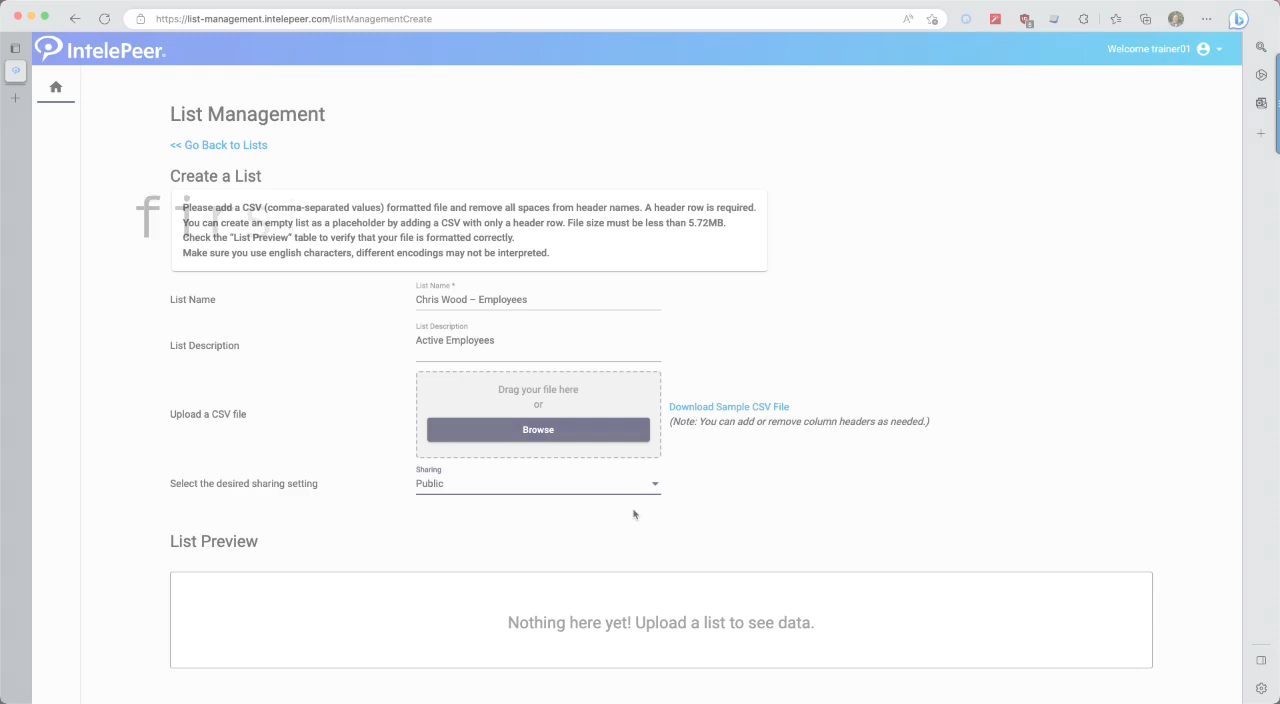 https://list-management.intelepeer.com/listManagementCreate
IntelePeer.
Welcome trainer01
List Management
<< Go Back to Lists
Create a List
Please add a CSV (comma-separated values) formatted file and remove all spaces from header names. A header row is required.
You can create an empty list as a placeholder by adding a CSV with only a header row. File size must be less than 5.72MB.
Check the "List Preview" table to verify that your file is formatted correctly.
Make sure you use english characters, different encodings may not be interpreted.
List Name
List Name *
Chris Wood – Employees
List Description
List Description
Active Employees
Upload a CSV file
Drag your file here
or
Browse
Download Sample CSV File
(Note: You can add or remove column headers as needed.)
Select the desired sharing setting
Sharing
Public
List Preview
Nothing here yet! Upload a list to see data.